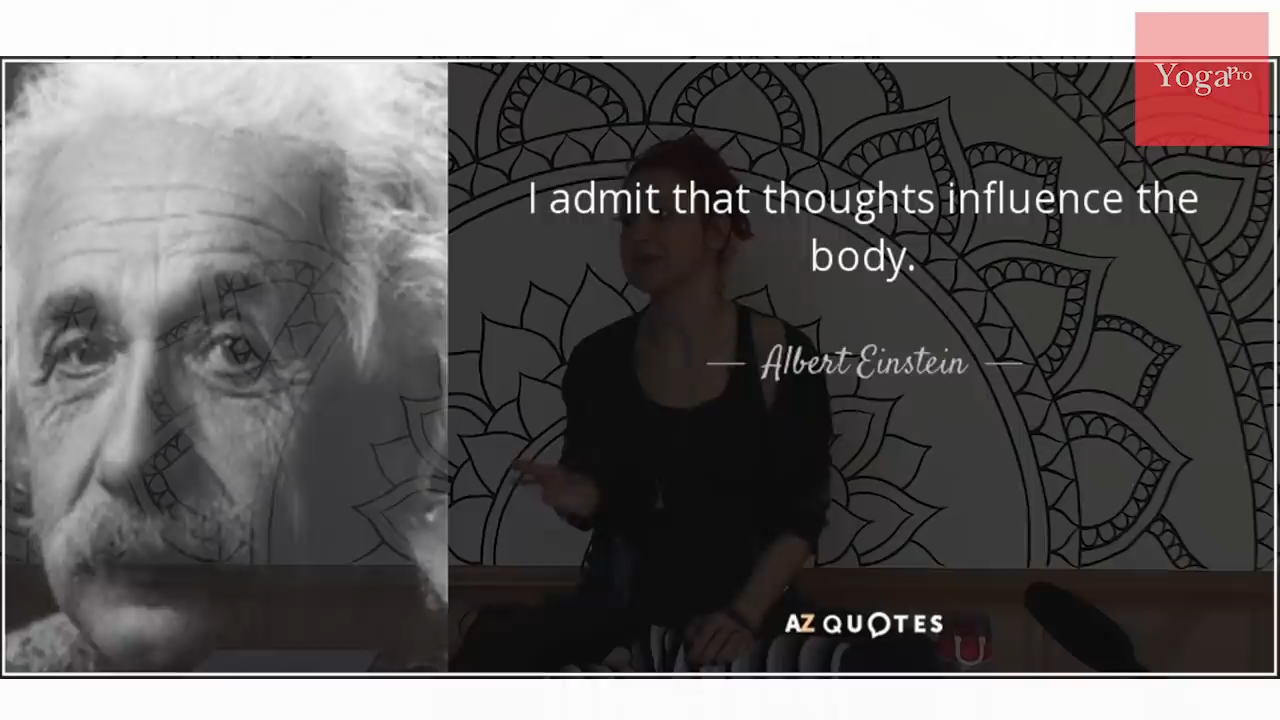 YogaPro
I admit that thoughts influence the
body.
— Albert Einstein —
AZ QUOTES